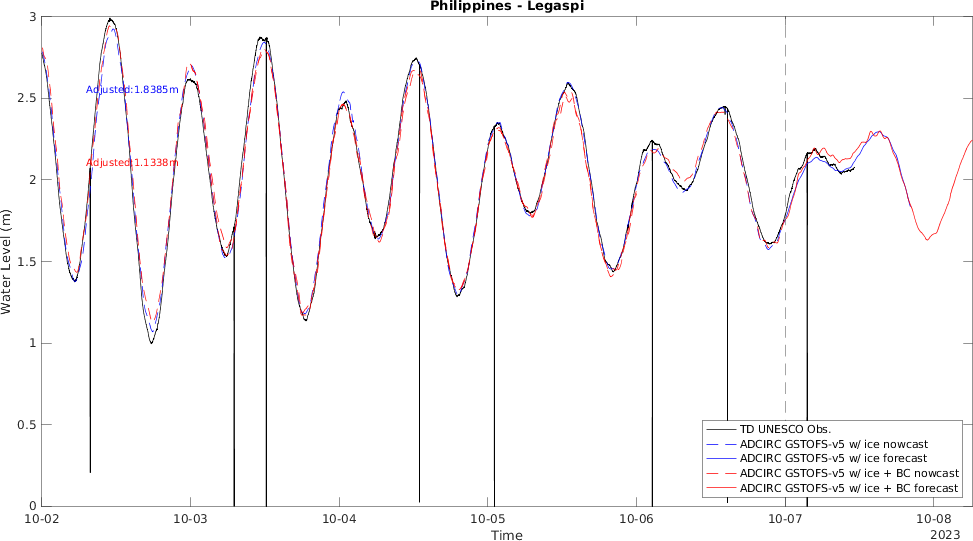 Philippines - Legaspi
3
2.5
2
1.5
1
0.5
0
Water Level (m)
Adjusted:1.8385m
Adjusted:1.1338m
TD UNESCO Obs.
ADCIRC GSTOFS-v5 w/ ice nowcast
ADCIRC GSTOFS-v5 w/ ice forecast
ADCIRC GSTOFS-v5 w/ ice + BC nowcast
ADCIRC GSTOFS-v5 w/ ice + BC forecast
10-02 10-03 10-04 10-05 10-06 10-07 10-08
Time
2023